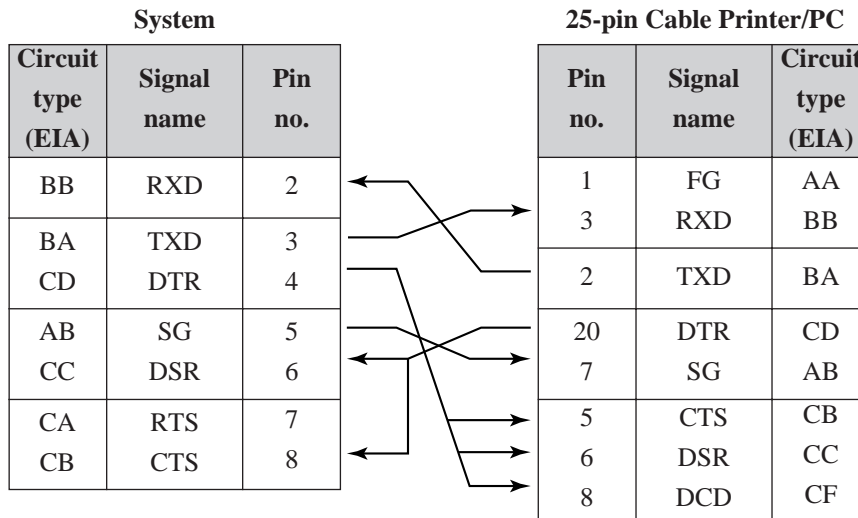 System
Circuit type (EIA) Signal name Pin no.
BB RXD 2
BA TXD 3
CD DTR 4
AB SG 5
CC DSR 6
CA RTS 7
CB CTS 8
25-pin Cable Printer/PC
Pin no. Signal name Circuit type (EIA)
1 FG AA
3 RXD BB
2 TXD BA
20 DTR CD
7 SG AB
5 CTS CB
6 DSR CC
8 DCD CF